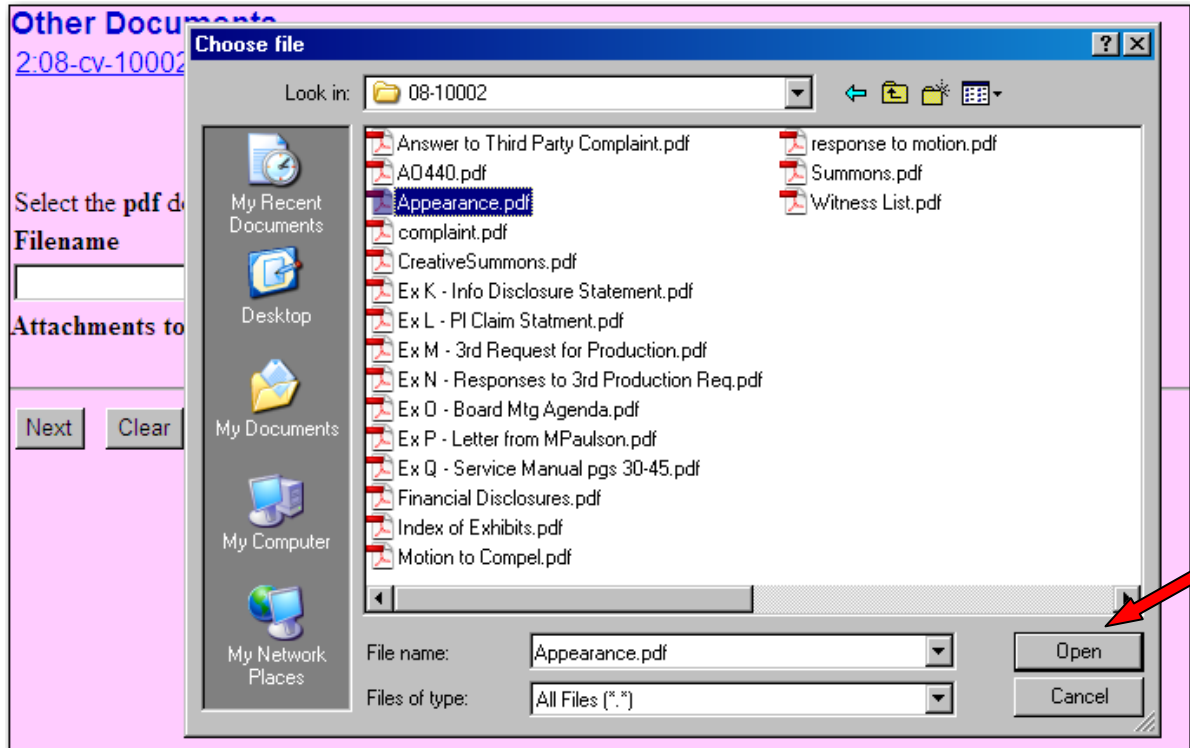 Other Docum
2:08-cv-10002
Select the pdf d
Filename
Attachments to
Next Clear
Choose file
Look in: 08-10002
My Recent
Documents
Desktop
My Documents
My Computer
My Network
Places
Answer to Third Party Complaint.pdf
AO440.pdf
Appearance.pdf
complaint.pdf
CreativeSummons.pdf
Ex K - Info Disclosure Statement.pdf
Ex L - PI Claim Statment.pdf
Ex M - 3rd Request for Production.pdf
Ex N - Responses to 3rd Production Req.pdf
Ex O - Board Mtg Agenda.pdf
Ex P - Letter from MPaulson.pdf
Ex Q - Service Manual pgs 30-45.pdf
Financial Disclosures.pdf
Index of Exhibits.pdf
Motion to Compel.pdf
response to motion.pdf
Summons.pdf
Witness List.pdf
File name: Appearance.pdf Open
Files of type: All Files (*.*) Cancel